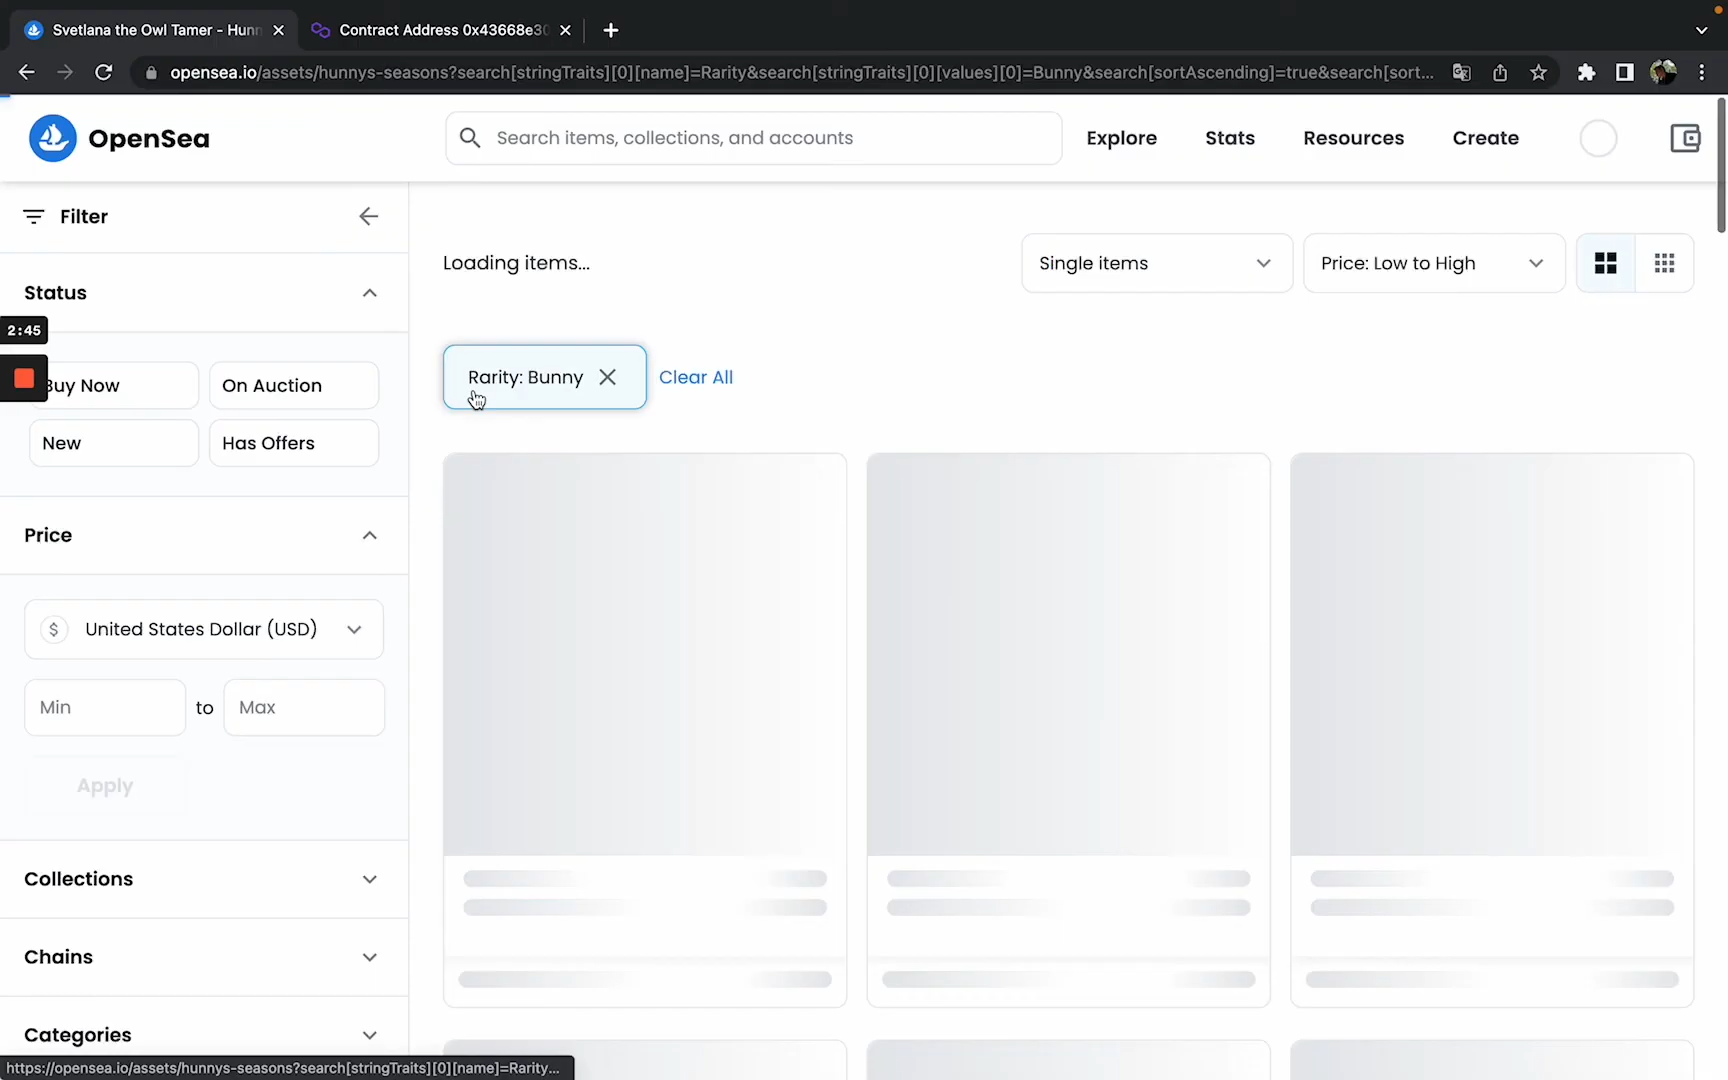 Svetlana the Owl Tamer - Hunn
Contract Address 0x43668e30
opensea.io/assets/hunnys-seasons?search[stringTraits][0][name]=Rarity&search[stringTraits][0][values][0]=Bunny&search[sortAscending]=true&search[sort...
OpenSea
Search items, collections, and accounts
Explore
Stats
Resources
Create
Filter
Loading items...
Single items
Price: Low to High
Status
2:45
Buy Now
On Auction
New
Has Offers
Rarity: Bunny
Clear All
Price
$ United States Dollar (USD)
Min to Max
Apply
Collections
Chains
Categories
https://opensea.io/assets/hunnys-seasons?search[stringTraits][0][name]=Rarity...